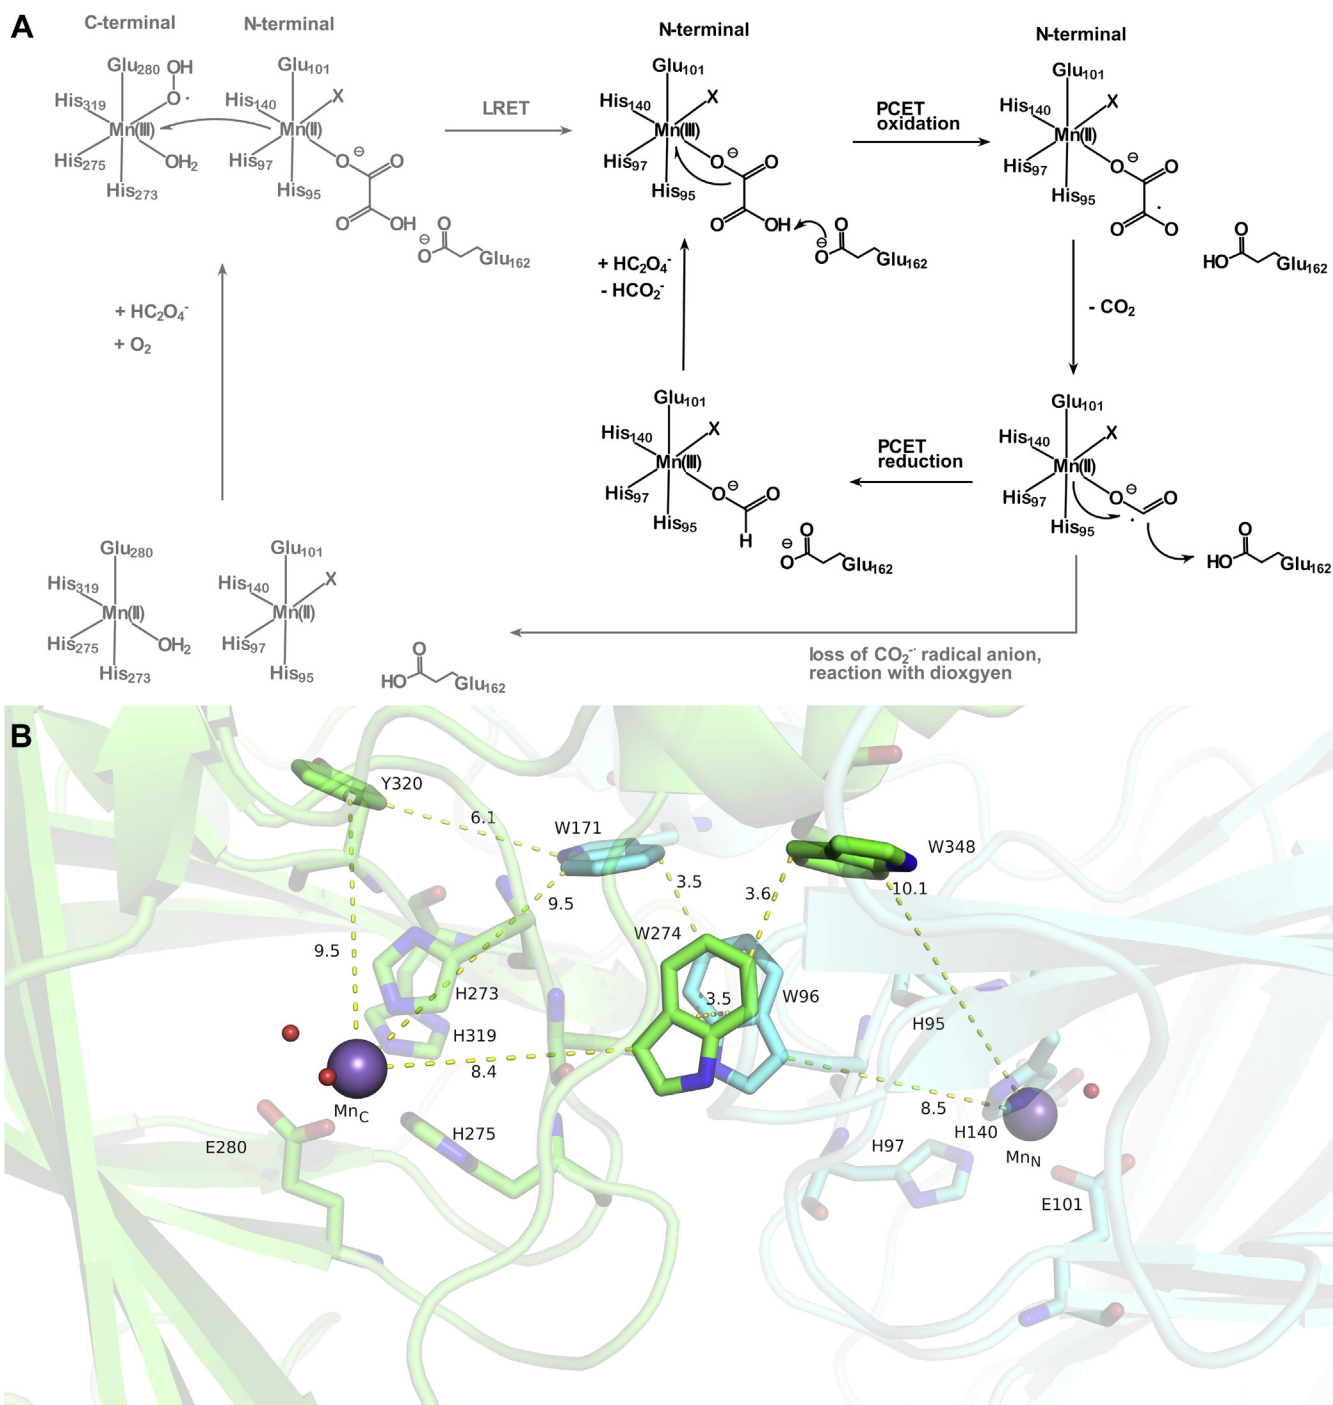 A
C-terminal
N-terminal
N-terminal
N-terminal
Glu280
OH
O·
His319
Mn(III)
His275
OH2
His273
Glu101
His140
X
Mn(II)
His97
O⊖
O
His95
O
OH
⊖
O
O
Glu162
LRET
Glu101
His140
X
Mn(III)
His97
O⊖
O
His95
O
OH
O
⊖
O
Glu162
PCET
oxidation
Glu101
His140
X
Mn(II)
His97
O⊖
O
His95
·
O
O
O
HO
Glu162
+ HC2O4-
+ O2
+ HC2O4-
- HCO2-
- CO2
Glu101
His140
X
Mn(III)
His97
O⊖
O
His95
H
⊖
O
O
Glu162
PCET
reduction
Glu101
His140
X
Mn(II)
His97
O⊖
O
His95
·
O
HO
Glu162
Glu280
His319
Mn(II)
His275
OH2
His273
Glu101
His140
X
Mn(II)
His97
His95
O
HO
Glu162
loss of CO2-· radical anion,
reaction with dioxgyen
B
Y320
6.1
W171
W348
10.1
3.5
3.6
9.5
9.5
W274
H273
3.5
W96
H319
H95
8.4
8.5
MnC
E280
H275
H97
H140
MnN
E101